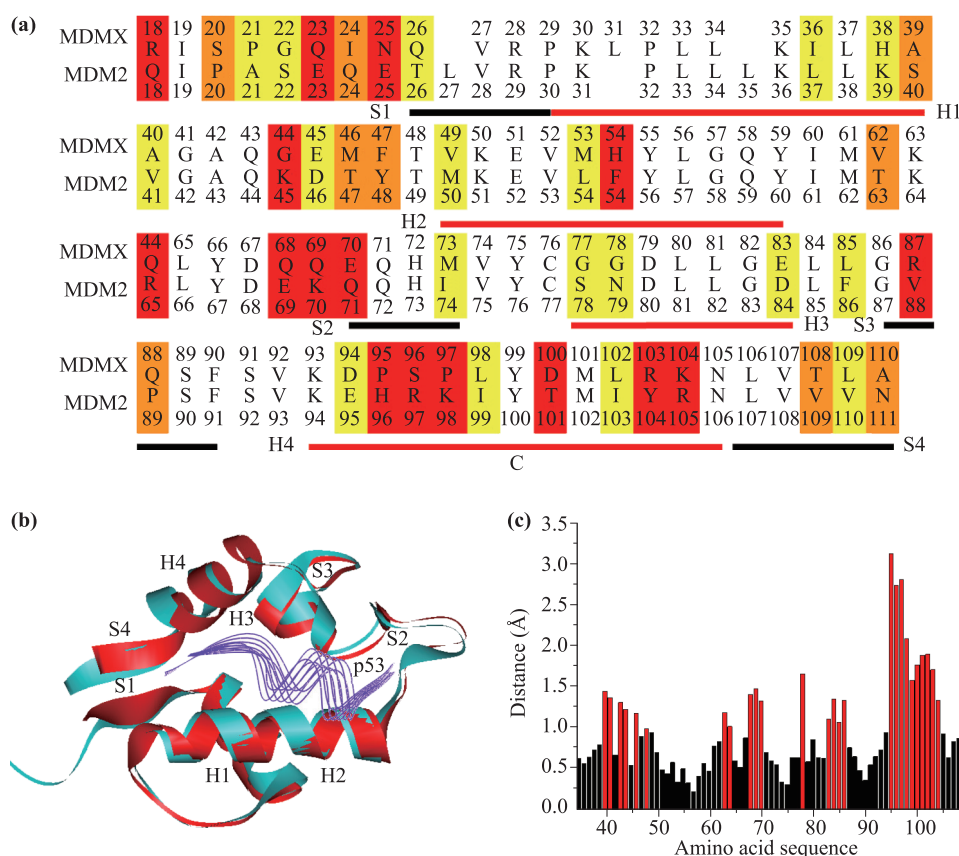 (a)
18 19 20 21 22 23 24 25 26 27 28 29 30 31 32 33 34 35 36 37 38 39
MDMX R I S P G Q I N Q V R P K L P L L K I L H A
MDM2 Q I P A S E Q E T L V R P K P L L L K L L K S
18 19 20 21 22 23 24 25 26 27 28 29 30 31 32 33 34 35 36 37 38 39 40
S1 H1
40 41 42 43 44 45 46 47 48 49 50 51 52 53 54 55 56 57 58 59 60 61 62 63
MDMX A G A Q G E M F T V K E V M H Y L G Q Y I M V K
MDM2 V G A Q K D T Y T M K E V L F Y L G Q Y I M T K
41 42 43 44 45 46 47 48 49 50 51 52 53 54 54 56 57 58 59 60 61 62 63 64
H2
44 65 66 67 68 69 70 71 72 73 74 75 76 77 78 79 80 81 82 83 84 85 86 87
MDMX Q L Y D Q Q E Q H M V Y C G G D L L G E L L G R
MDM2 R L Y D E K Q Q H I V Y C S N D L L G D L F G V
65 66 67 68 69 70 71 72 73 74 75 76 77 78 79 80 81 82 83 84 85 86 87 88
S2 H3 S3
88 89 90 91 92 93 94 95 96 97 98 99 100 101 102 103 104 105 106 107 108 109 110
MDMX Q S F S V K D P S P L Y D M L R K N L V T L A
MDM2 P S F S V K E H R K I Y T M I Y R N L V V V N
89 90 91 92 93 94 95 96 97 98 99 100 101 102 103 104 105 106 107 108 109 110 111
H4 C S4
(b)
H4
S3
H3
S4
S2
p53
S1
H1 H2
(c)
3.5
3.0
2.5
2.0
1.5
1.0
0.5
0.0
Distance (Å)
40 50 60 70 80 90 100
Amino acid sequence